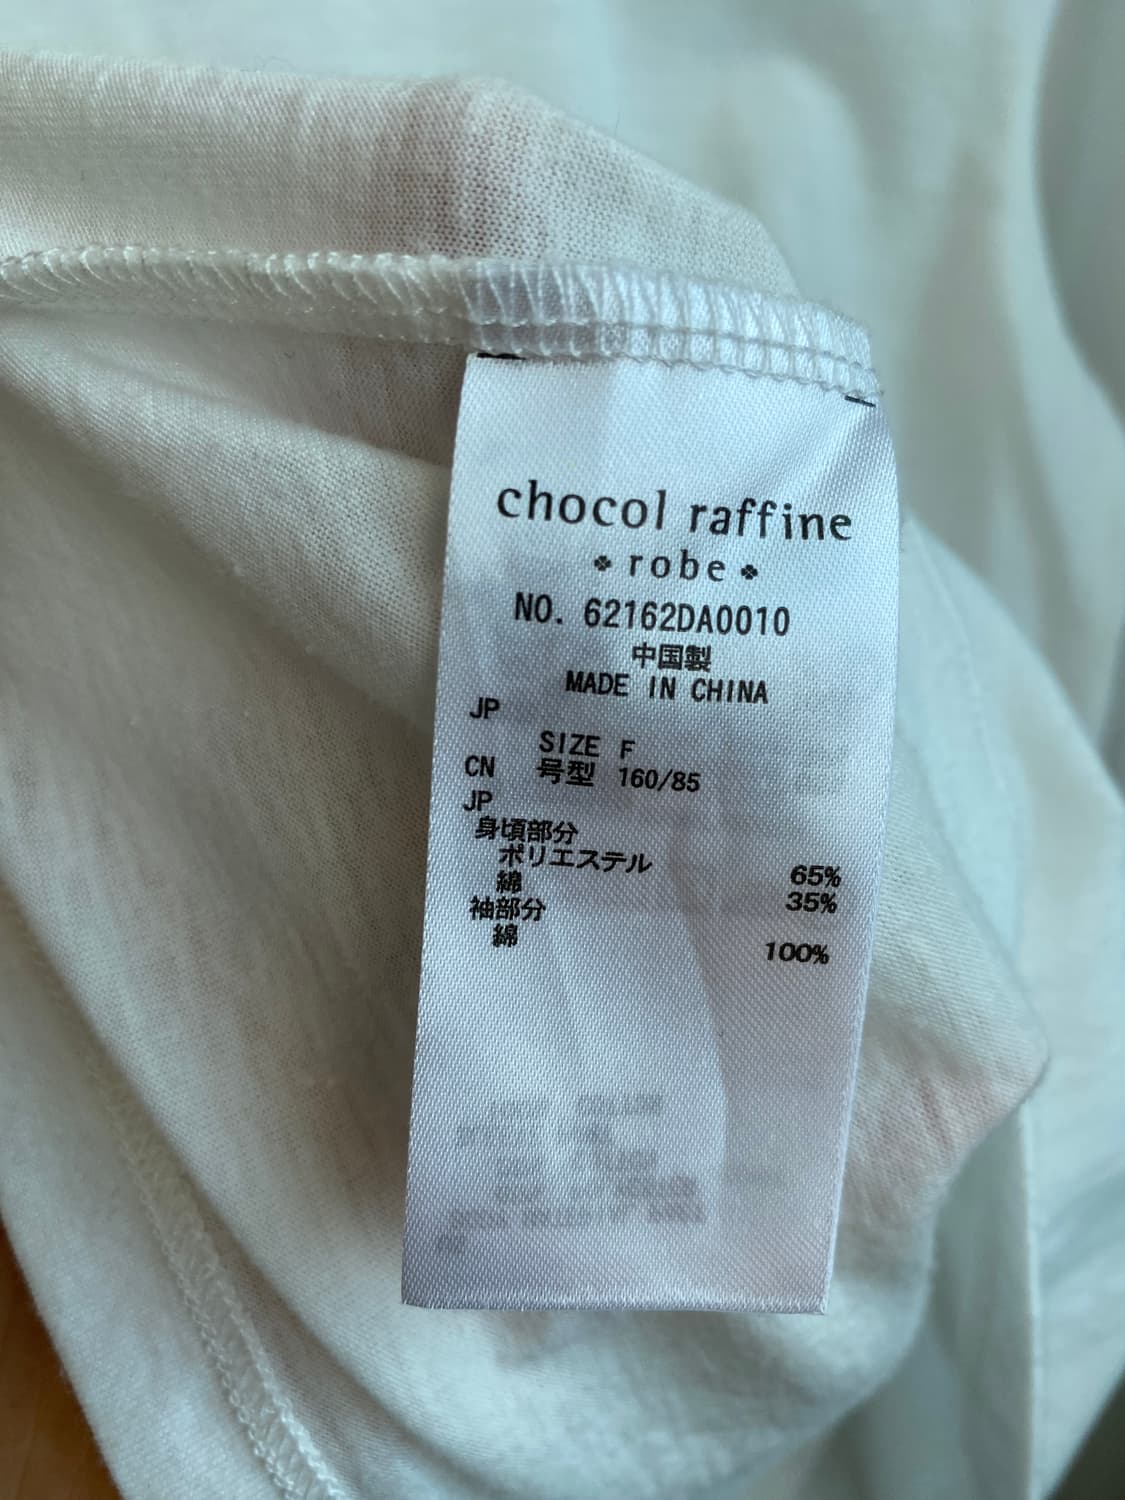 chocol raffine
robe
NO. 62162DA0010
中国製
MADE IN CHINA
JP
SIZE F
CN 号型 160/85
JP
身頃部分
ポリエステル 65%
綿 35%
袖部分
綿 100%